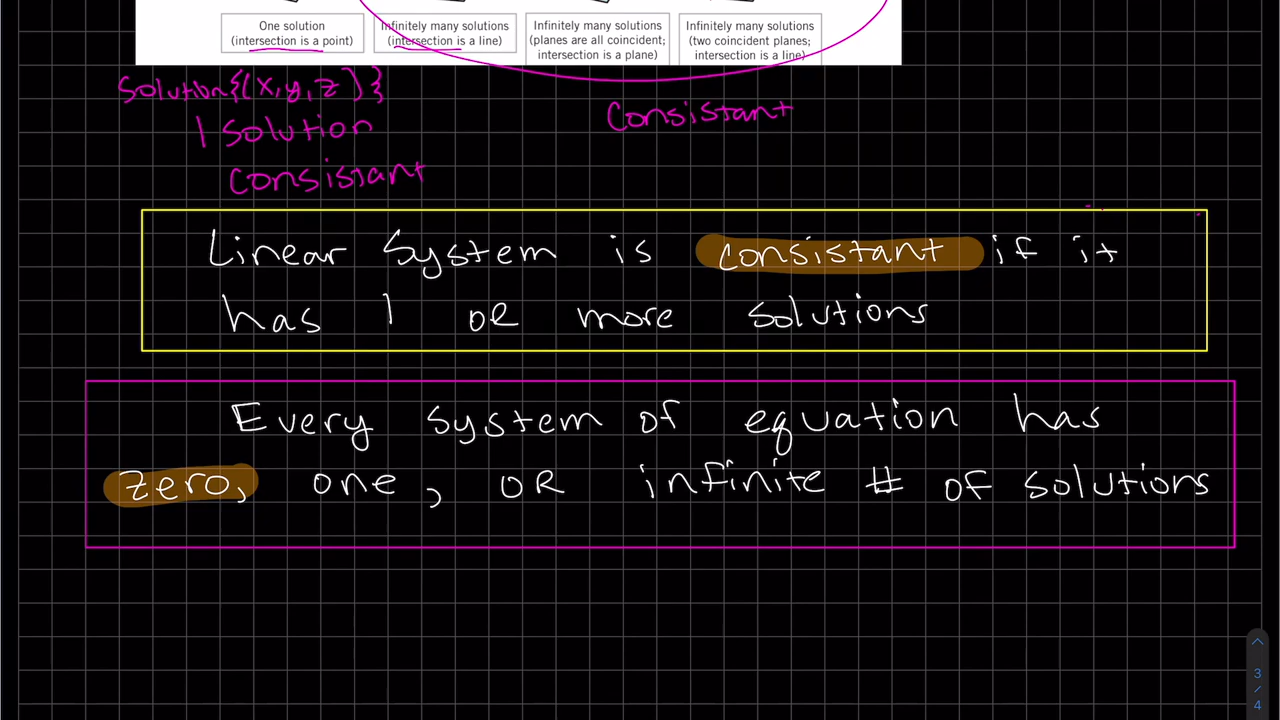 One solution
(intersection is a point)
Infinitely many solutions
(intersection is a line)
Infinitely many solutions
(planes are all coincident;
intersection is a plane)
Infinitely many solutions
(two coincident planes;
intersection is a line)
Solution{(x,y,z)}
1 Solution
consistant
Consistant
Linear System is consistant if it
has 1 OR more solutions
Every system of equation has
zero, one, OR infinite # of solutions
3
/
4